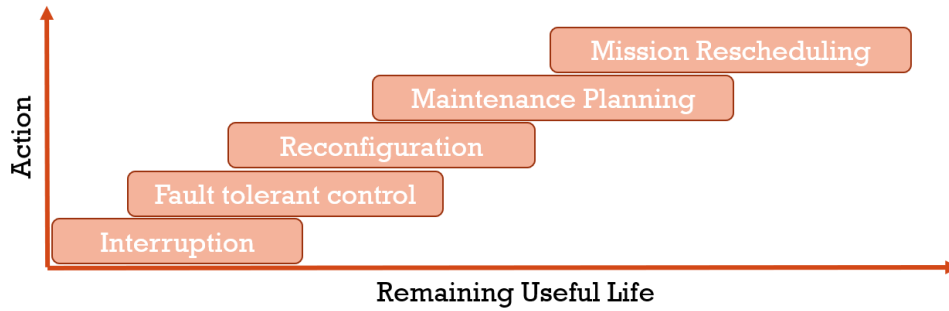 Mission Rescheduling
Maintenance Planning
Reconfiguration
Fault tolerant control
Interruption
Action
Remaining Useful Life